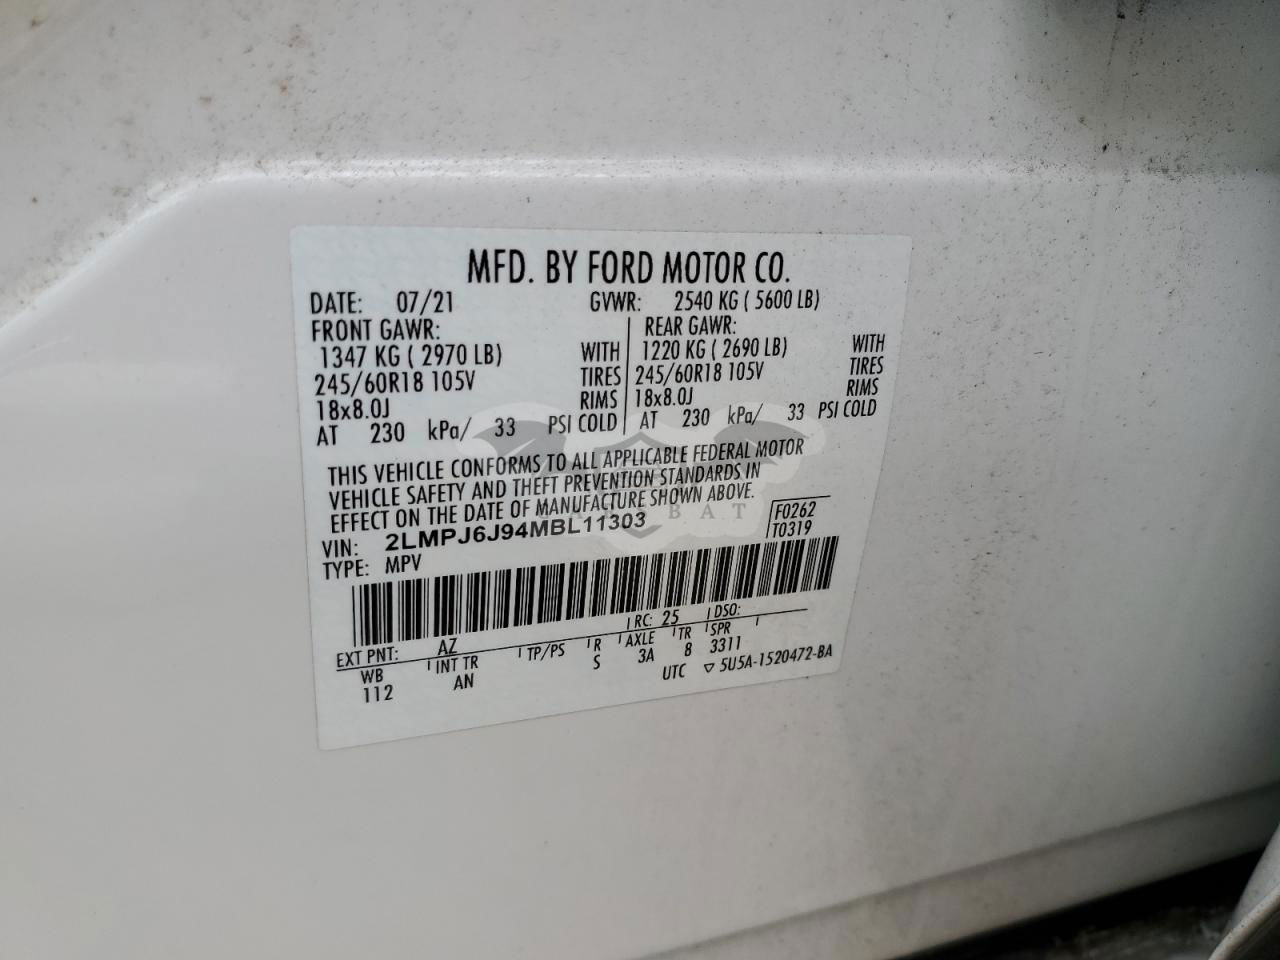 MFD. BY FORD MOTOR CO.
DATE: 07/21 GVWR: 2540 KG ( 5600 LB)
FRONT GAWR: REAR GAWR:
1347 KG ( 2970 LB) WITH 1220 KG ( 2690 LB) WITH
245/60R18 105V TIRES 245/60R18 105V TIRES
18x8.0J RIMS 18x8.0J RIMS
AT 230 kPa/ 33 PSI COLD AT 230 kPa/ 33 PSI COLD
THIS VEHICLE CONFORMS TO ALL APPLICABLE FEDERAL MOTOR
VEHICLE SAFETY AND THEFT PREVENTION STANDARDS IN
EFFECT ON THE DATE OF MANUFACTURE SHOWN ABOVE.
VIN: 2LMPJ6J94MBL11303 F0262
TYPE: MPV T0319
EXT PNT: AZ RC: 25 DSO:
WB INT TR TP/PS R AXLE TR SPR
112 AN S 3A 8 3311
UTC ▽ 5U5A-1520472-BA